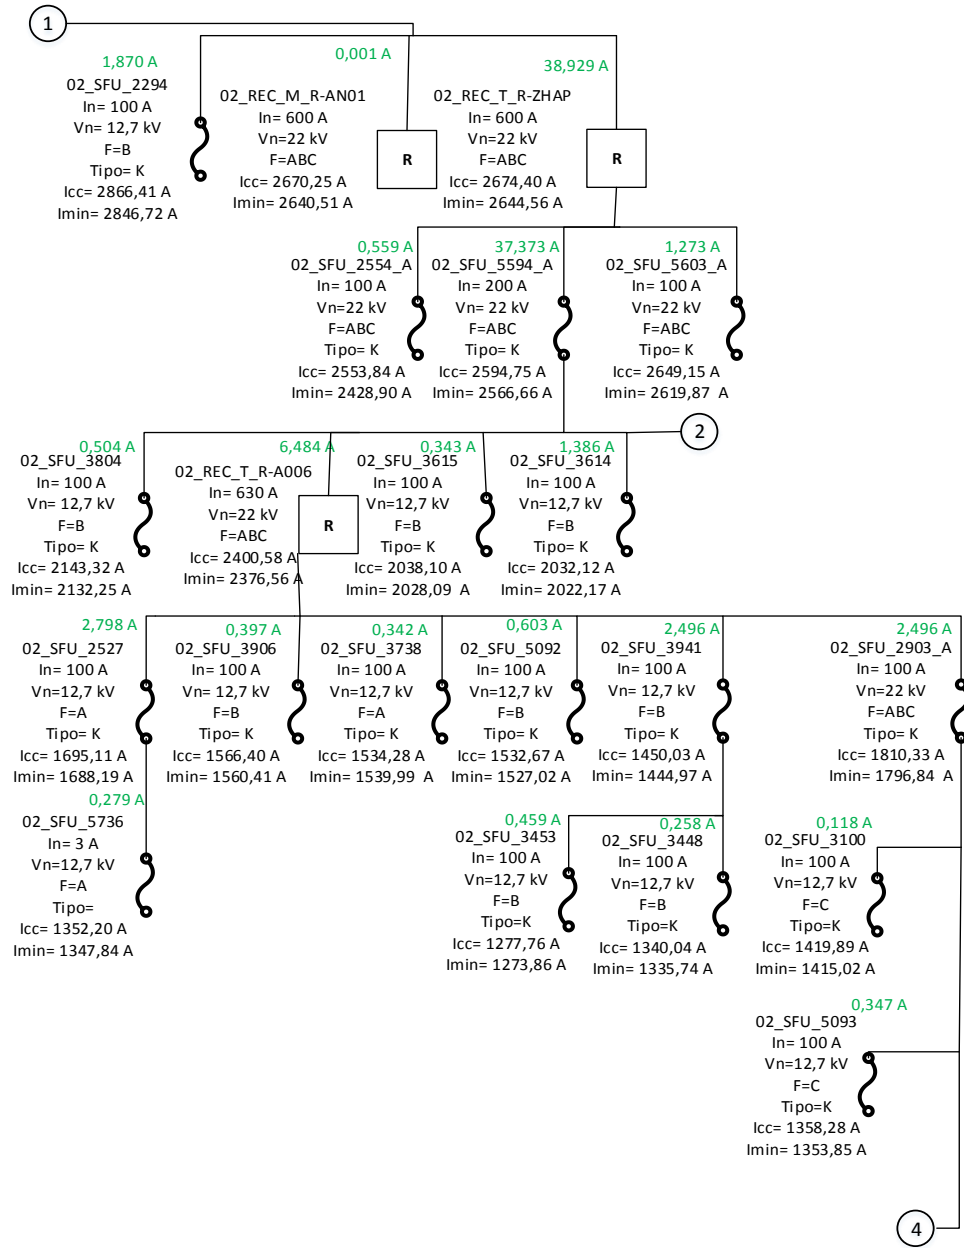 1
1,870 A
02_SFU_2294
In= 100 A
Vn= 12,7 kV
F=B
Tipo= K
Icc= 2866,41 A
Imin= 2846,72 A
0,001 A
02_REC_M_R-AN01
In= 600 A
Vn=22 kV
F=ABC
Icc= 2670,25 A
Imin= 2640,51 A
R
38,929 A
02_REC_T_R-ZHAP
In= 600 A
Vn=22 kV
F=ABC
Icc= 2674,40 A
Imin= 2644,56 A
R
0,559 A
02_SFU_2554_A
In= 100 A
Vn=22 kV
F=ABC
Tipo= K
Icc= 2553,84 A
Imin= 2428,90 A
37,373 A
02_SFU_5594_A
In= 200 A
Vn= 22 kV
F=ABC
Tipo= K
Icc= 2594,75 A
Imin= 2566,66 A
1,273 A
02_SFU_5603_A
In= 100 A
Vn= 22 kV
F=ABC
Tipo= K
Icc= 2649,15 A
Imin= 2619,87 A
2
0,504 A
02_SFU_3804
In= 100 A
Vn= 12,7 kV
F=B
Tipo= K
Icc= 2143,32 A
Imin= 2132,25 A
6,484 A
02_REC_T_R-A006
In= 630 A
Vn=22 kV
F=ABC
Icc= 2400,58 A
Imin= 2376,56 A
R
0,343 A
02_SFU_3615
In= 100 A
Vn=12,7 kV
F=B
Tipo= K
Icc= 2038,10 A
Imin= 2028,09 A
1,386 A
02_SFU_3614
In= 100 A
Vn=12,7 kV
F=B
Tipo= K
Icc= 2032,12 A
Imin= 2022,17 A
2,798 A
02_SFU_2527
In= 100 A
Vn=12,7 kV
F=A
Tipo= K
Icc= 1695,11 A
Imin= 1688,19 A
0,397 A
02_SFU_3906
In= 100 A
Vn= 12,7 kV
F=B
Tipo= K
Icc= 1566,40 A
Imin= 1560,41 A
0,342 A
02_SFU_3738
In= 100 A
Vn= 12,7 kV
F=A
Tipo= K
Icc= 1534,28 A
Imin= 1539,99 A
0,603 A
02_SFU_5092
In= 100 A
Vn=12,7 kV
F=B
Tipo= K
Icc= 1532,67 A
Imin= 1527,02 A
2,496 A
02_SFU_3941
In= 100 A
Vn= 12,7 kV
F=B
Tipo= K
Icc= 1450,03 A
Imin= 1444,97 A
2,496 A
02_SFU_2903_A
In= 100 A
Vn=22 kV
F=ABC
Tipo= K
Icc= 1810,33 A
Imin= 1796,84 A
0,279 A
02_SFU_5736
In= 3 A
Vn=12,7 kV
F=A
Tipo=
Icc= 1352,20 A
Imin= 1347,84 A
0,459 A
02_SFU_3453
In= 100 A
Vn=12,7 kV
F=B
Tipo=K
Icc= 1277,76 A
Imin= 1273,86 A
0,258 A
02_SFU_3448
In= 100 A
Vn=12,7 kV
F=B
Tipo=K
Icc= 1340,04 A
Imin= 1335,74 A
0,118 A
02_SFU_3100
In= 100 A
Vn=12,7 kV
F=C
Tipo=K
Icc= 1419,89 A
Imin= 1415,02 A
0,347 A
02_SFU_5093
In= 100 A
Vn=12,7 kV
F=C
Tipo=K
Icc= 1358,28 A
Imin= 1353,85 A
4